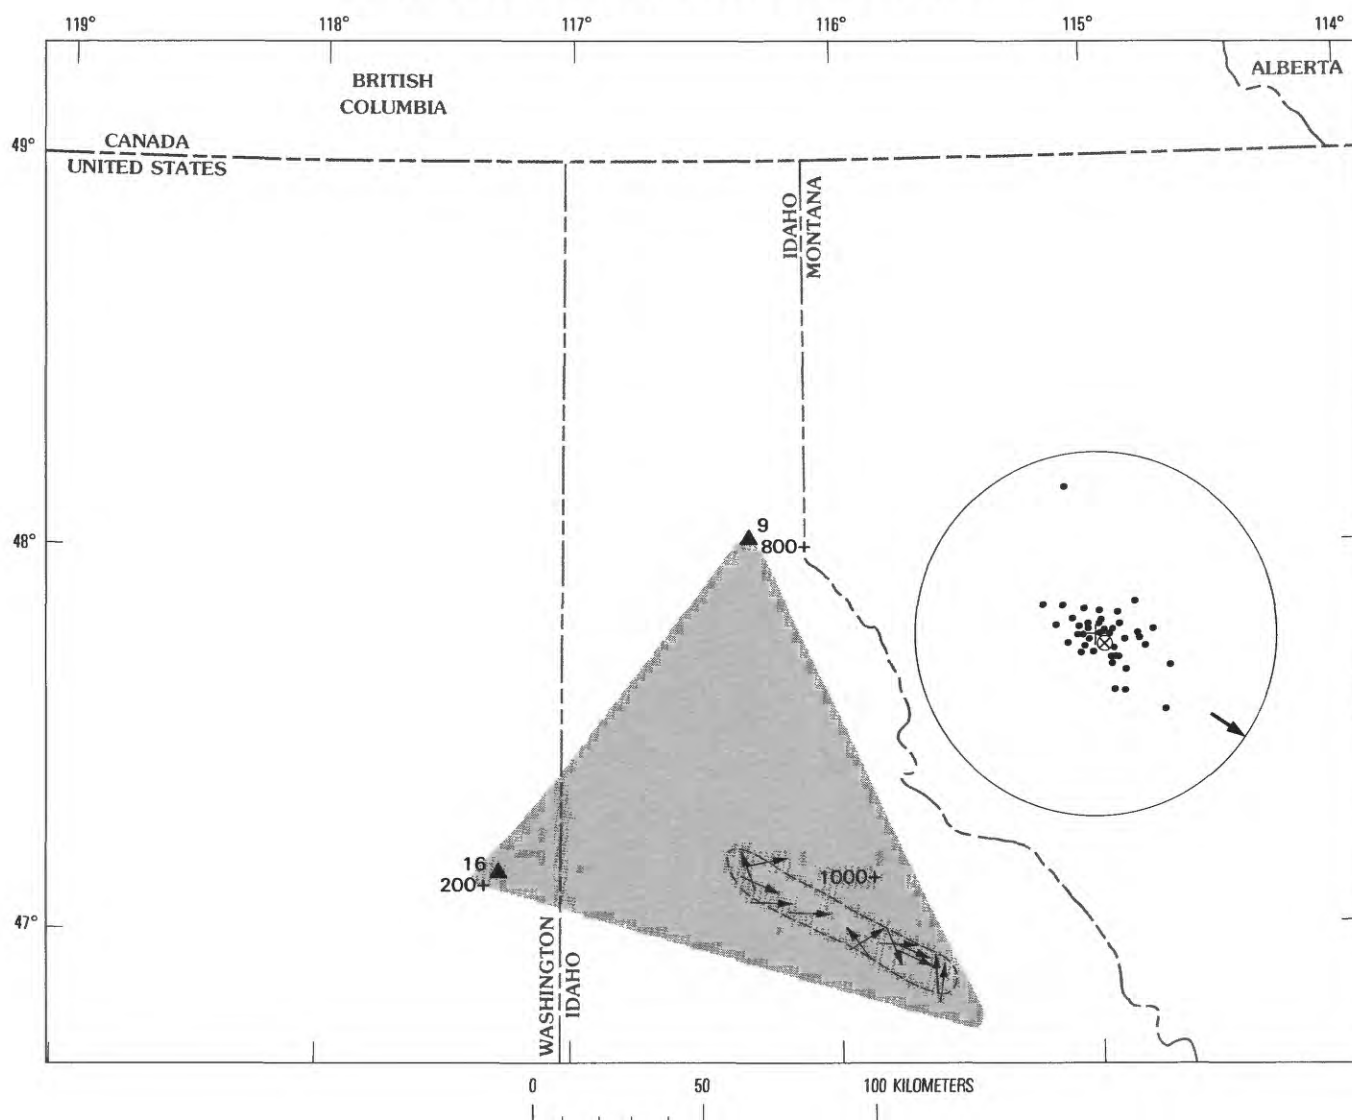 119° 118° 117° 116° 115° 114°
BRITISH
COLUMBIA
ALBERTA
49°
CANADA
UNITED STATES
IDAHO
MONTANA
48°
9
800+
16
200+
1000+
47°
WASHINGTON
IDAHO
0 50 100 KILOMETERS